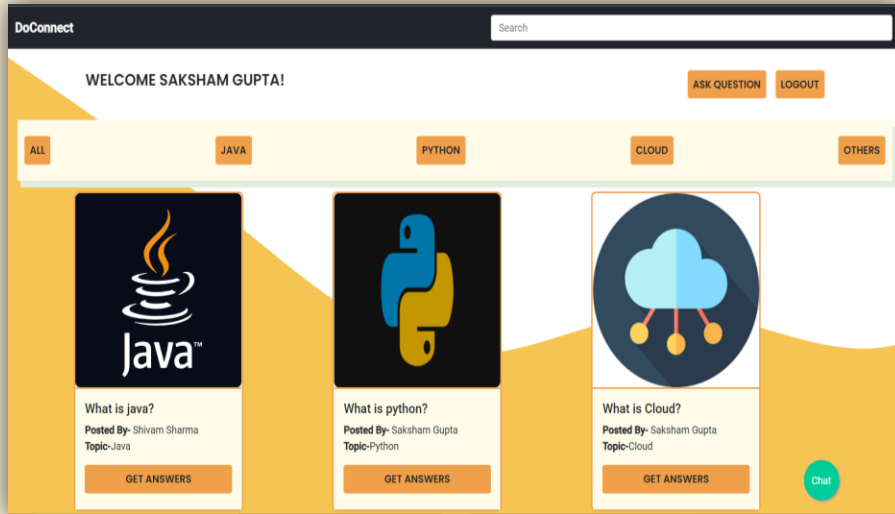 DoConnect
Search
WELCOME SAKSHAM GUPTA!
ASK QUESTION
LOGOUT
ALL
JAVA
PYTHON
CLOUD
OTHERS
Java™
What is java?
Posted By- Shivam Sharma
Topic-Java
GET ANSWERS
What is python?
Posted By- Saksham Gupta
Topic-Python
GET ANSWERS
What is Cloud?
Posted By- Saksham Gupta
Topic-Cloud
GET ANSWERS
Chat